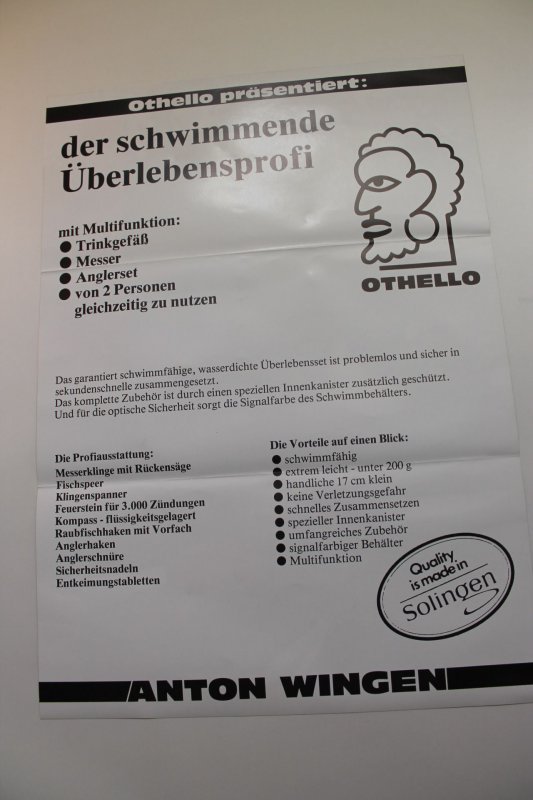 Othello präsentiert:
der schwimmende
Überlebensprofi
mit Multifunktion:
● Trinkgefäß
● Messer
● Anglerset
● von 2 Personen
gleichzeitig zu nutzen
OTHELLO
Das garantiert schwimmfähige, wasserdichte Überlebensset ist problemlos und sicher in
sekundenschnelle zusammengesetzt.
Das komplette Zubehör ist durch einen speziellen Innenkanister zusätzlich geschützt.
Und für die optische Sicherheit sorgt die Signalfarbe des Schwimmbehälters.
Die Profiausstattung:
Messerklinge mit Rückensäge
Fischspeer
Klingenspanner
Feuerstein für 3.000 Zündungen
Kompass - flüssigkeitsgelagert
Raubfischhaken mit Vorfach
Anglerhaken
Anglerschnüre
Sicherheitsnadeln
Entkeimungstabletten
Die Vorteile auf einen Blick:
● schwimmfähig
● extrem leicht - unter 200 g
● handliche 17 cm klein
● keine Verletzungsgefahr
● schnelles Zusammensetzen
● spezieller Innenkanister
● umfangreiches Zubehör
● signalfarbiger Behälter
● Multifunktion
Quality
is made in
Solingen
ANTON WINGEN